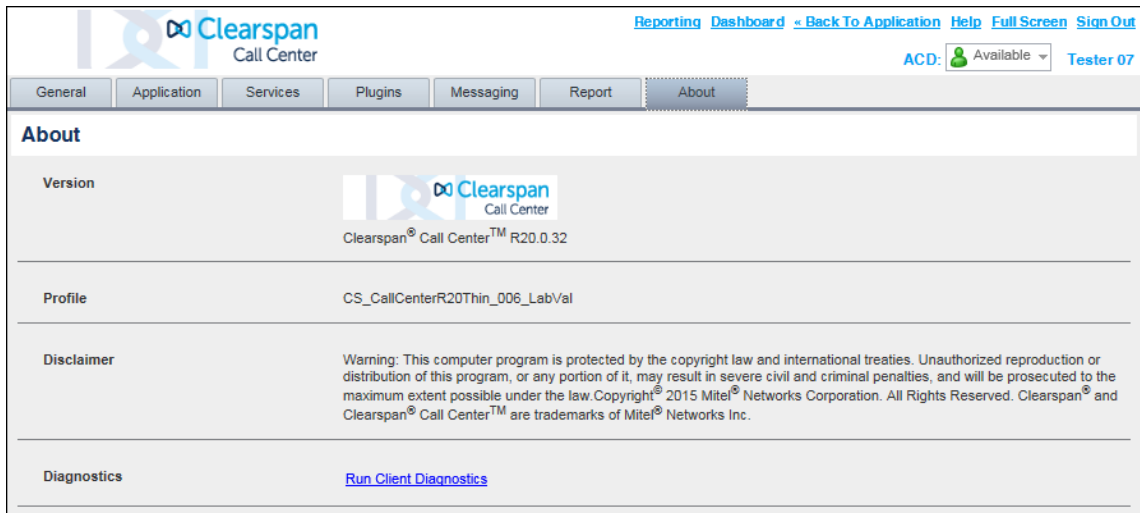 Clearspan
Call Center
Reporting Dashboard « Back To Application Help Full Screen Sign Out
ACD: Available Tester 07
General Application Services Plugins Messaging Report About
About
Version
Clearspan
Call Center
Clearspan® Call Center™ R20.0.32
Profile CS_CallCenterR20Thin_006_LabVal
Disclaimer Warning: This computer program is protected by the copyright law and international treaties. Unauthorized reproduction or
distribution of this program, or any portion of it, may result in severe civil and criminal penalties, and will be prosecuted to the
maximum extent possible under the law.Copyright© 2015 Mitel® Networks Corporation. All Rights Reserved. Clearspan® and
Clearspan® Call Center™ are trademarks of Mitel® Networks Inc.
Diagnostics Run Client Diagnostics